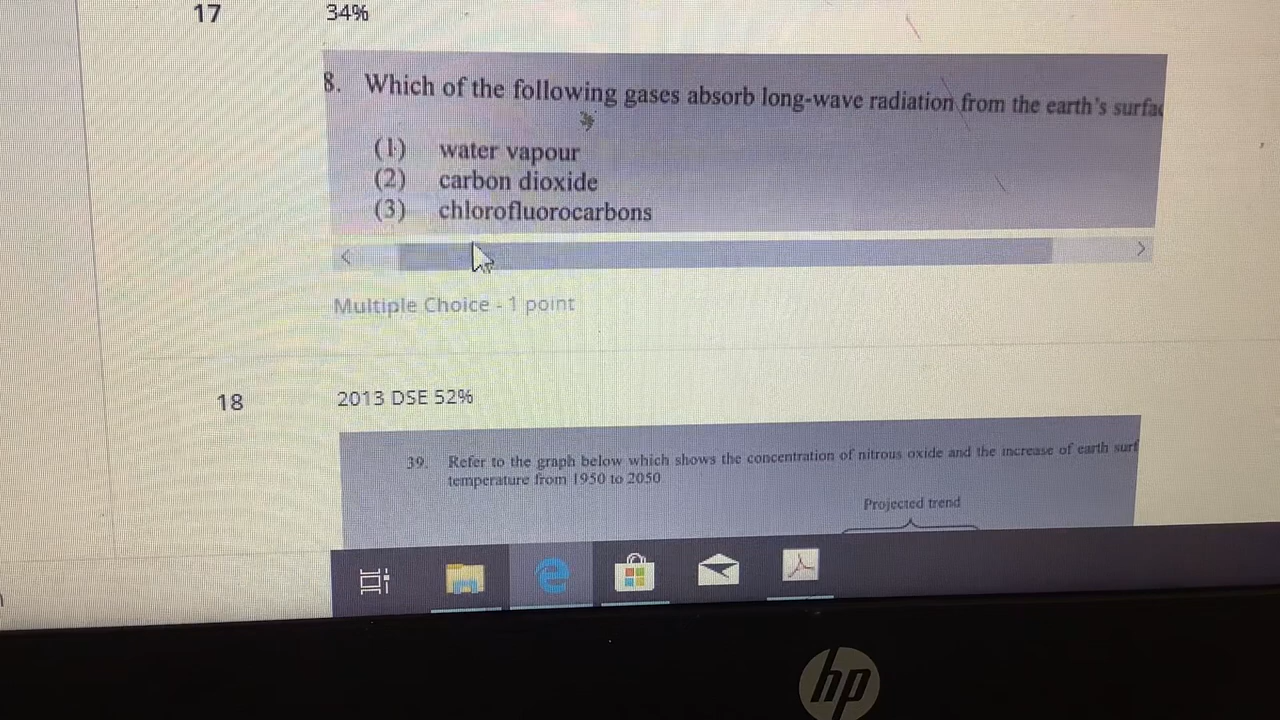 17
34%
8. Which of the following gases absorb long-wave radiation from the earth's
(1) water vapour
(2) carbon dioxide
(3) chlorofluorocarbons
Multiple Choice - 1 point
18
2013 DSE 52%
39. Refer to the graph below which shows the concentration of nitrous oxide and the increase of earth
temperature from 1950 to 2050
Projected trend
hp